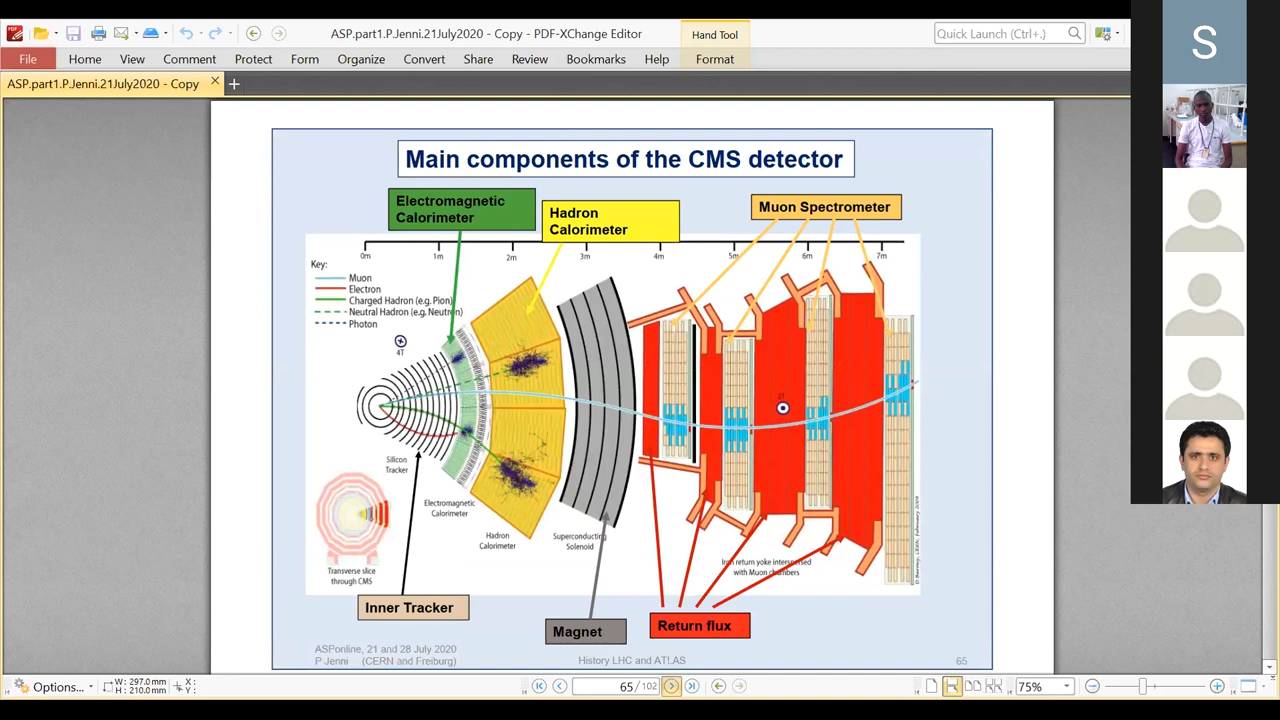 ASP.part1.P.Jenni.21July2020 - Copy - PDF-XChange Editor
Hand Tool
Quick Launch (Ctrl+.)
File Home View Comment Protect Form Organize Convert Share Review Bookmarks Help Format
ASP.part1.P.Jenni.21July2020 - Copy
S
Main components of the CMS detector
Electromagnetic
Calorimeter
Hadron
Calorimeter
Muon Spectrometer
0m 1m 2m 3m 4m 5m 6m 7m
Key:
Muon
Electron
Charged Hadron (e.g. Pion)
Neutral Hadron (e.g. Neutron)
Photon
4T
Silicon
Tracker
Electromagnetic
Calorimeter
Hadron
Calorimeter
Superconducting
Solenoid
Iron return yoke interspersed
with Muon chambers
Transverse slice
through CMS
Inner Tracker
Magnet
Return flux
ASPonline, 21 and 28 July 2020
P Jenni (CERN and Freiburg)
History LHC and ATLAS
65
Options...
W: 297.0mm
H: 210.0mm
X:
Y:
65 / 102
75%